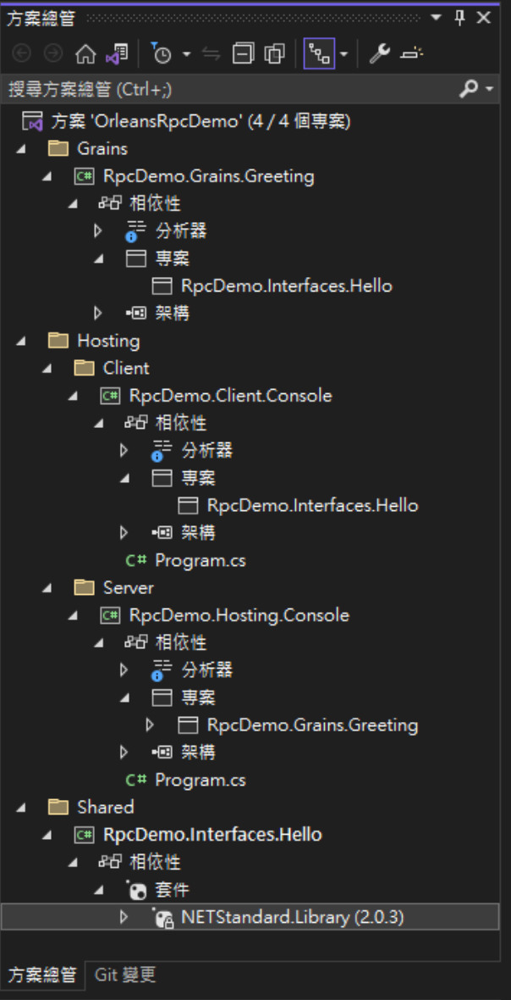 方案總管
搜尋方案總管 (Ctrl+;)
方案 'OrleansRpcDemo' (4 / 4 個專案)
Grains
C# RpcDemo.Grains.Greeting
相依性
分析器
專案
RpcDemo.Interfaces.Hello
架構
Hosting
Client
C# RpcDemo.Client.Console
相依性
分析器
專案
RpcDemo.Interfaces.Hello
架構
C# Program.cs
Server
C# RpcDemo.Hosting.Console
相依性
分析器
專案
RpcDemo.Grains.Greeting
架構
C# Program.cs
Shared
C# RpcDemo.Interfaces.Hello
相依性
套件
NETStandard.Library (2.0.3)
方案總管 Git 變更